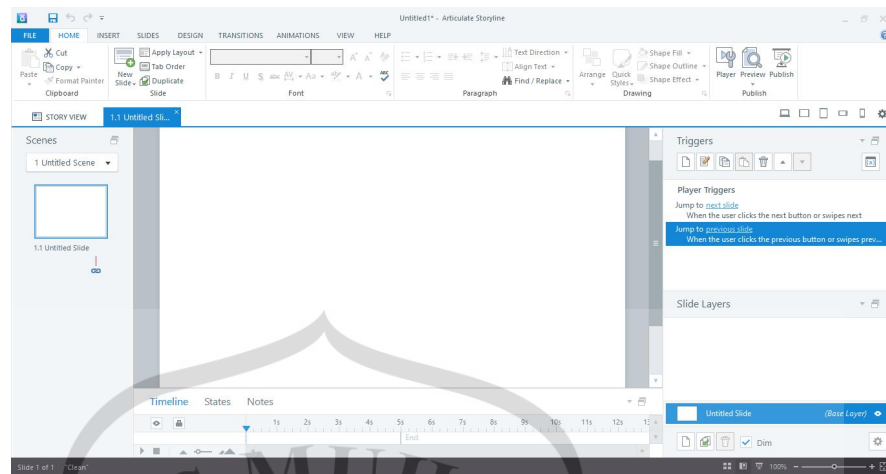 Untitled1* - Articulate Storyline
FILE HOME INSERT SLIDES DESIGN TRANSITIONS ANIMATIONS VIEW HELP
Paste
Cut
Copy
Format Painter
Clipboard
New Slide
Apply Layout
Tab Order
Duplicate
Slide
B I U S abc AV Aa A ABC
Font
Text Direction
Align Text
Find / Replace
Paragraph
Arrange
Quick Styles
Shape Fill
Shape Outline
Shape Effect
Drawing
Player Preview Publish
Publish
STORY VIEW
1.1 Untitled Sli...
Scenes
1 Untitled Scene
1.1 Untitled Slide
Triggers
Player Triggers
Jump to next slide
When the user clicks the next button or swipes next
Jump to previous slide
When the user clicks the previous button or swipes prev...
Slide Layers
Untitled Slide (Base Layer)
Dim
Timeline States Notes
1s 2s 3s 4s 5s 6s 7s 8s 9s 10s 11s 12s 13
End
Slide 1 of 1 "Clean"
100%
MUH